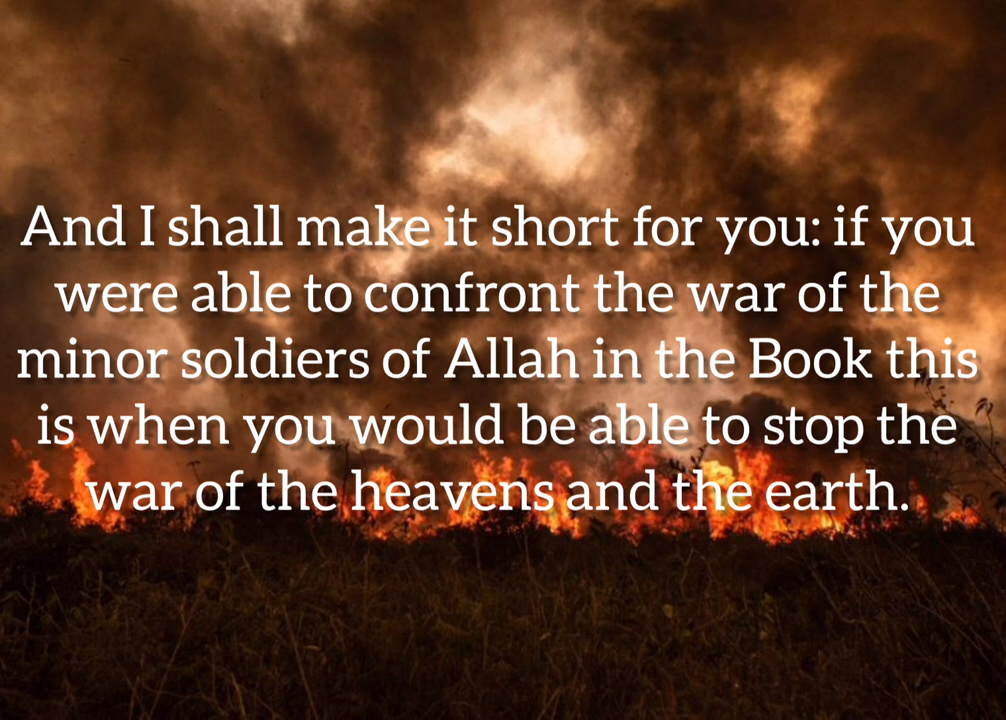 And I shall make it short for you: if you
were able to confront the war of the
minor soldiers of Allah in the Book this
is when you would be able to stop the
war of the heavens and the earth.